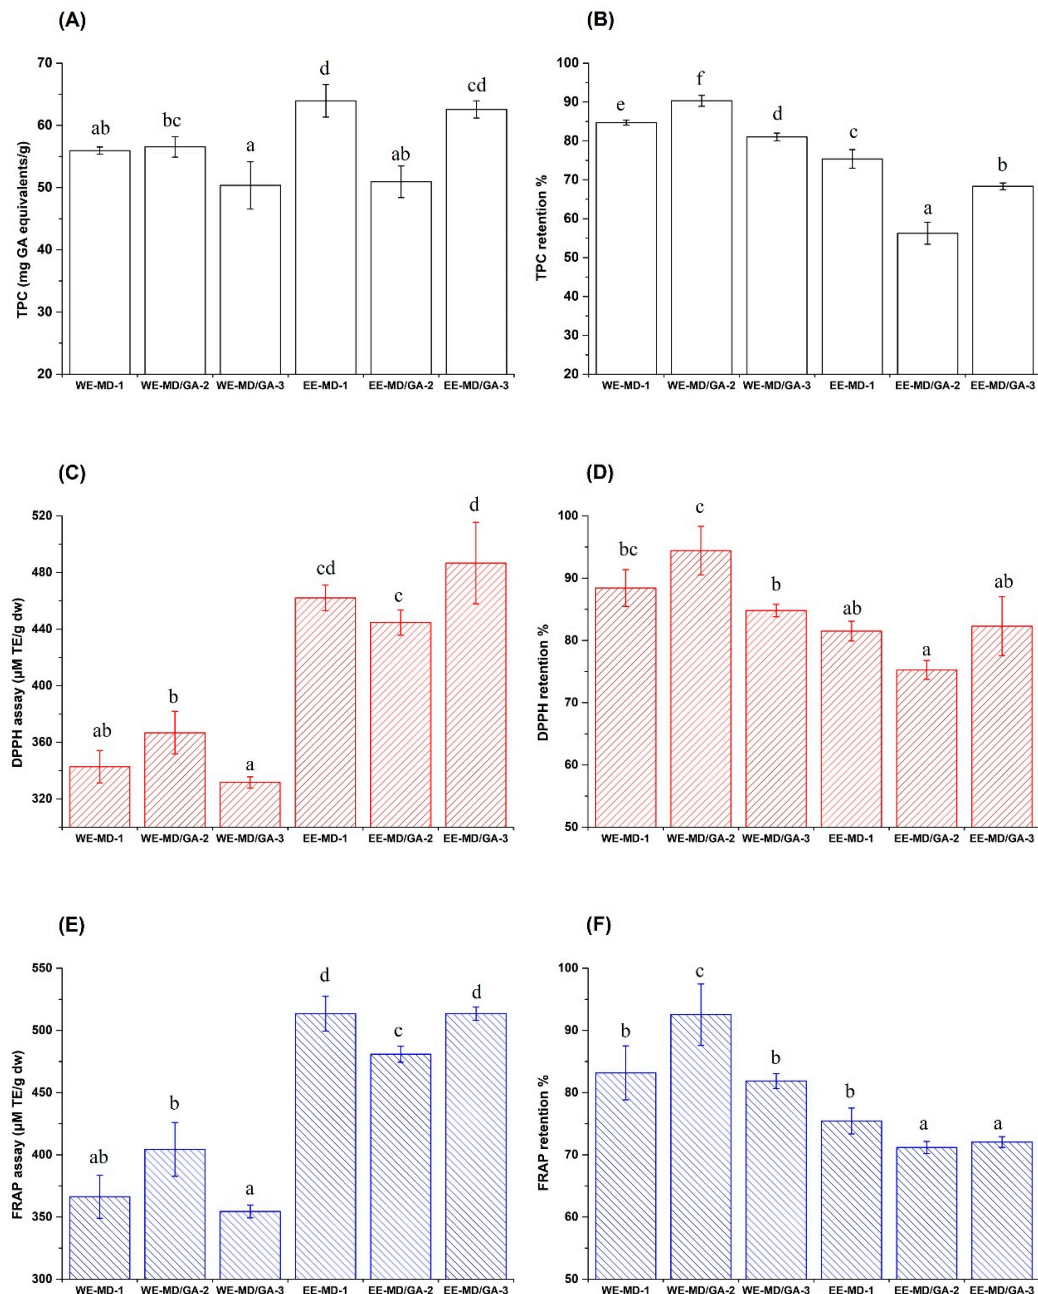 (A)
(B)
TPC (mg GA equivalents/g)
70
60
50
40
30
20
ab
bc
a
d
ab
cd
WE-MD-1
WE-MD/GA-2
WE-MD/GA-3
EE-MD-1
EE-MD/GA-2
EE-MD/GA-3
TPC retention %
100
90
80
70
60
50
40
30
20
e
f
d
c
a
b
WE-MD-1
WE-MD/GA-2
WE-MD/GA-3
EE-MD-1
EE-MD/GA-2
EE-MD/GA-3
(C)
(D)
DPPH assay (µM TE/g dw)
520
480
440
400
360
320
ab
b
a
cd
c
d
WE-MD-1
WE-MD/GA-2
WE-MD/GA-3
EE-MD-1
EE-MD/GA-2
EE-MD/GA-3
DPPH retention %
100
90
80
70
60
50
bc
c
b
ab
a
ab
WE-MD-1
WE-MD/GA-2
WE-MD/GA-3
EE-MD-1
EE-MD/GA-2
EE-MD/GA-3
(E)
(F)
FRAP assay (µM TE/g dw)
550
500
450
400
350
300
ab
b
a
d
c
d
WE-MD-1
WE-MD/GA-2
WE-MD/GA-3
EE-MD-1
EE-MD/GA-2
EE-MD/GA-3
FRAP retention %
100
90
80
70
60
50
b
c
b
b
a
a
WE-MD-1
WE-MD/GA-2
WE-MD/GA-3
EE-MD-1
EE-MD/GA-2
EE-MD/GA-3